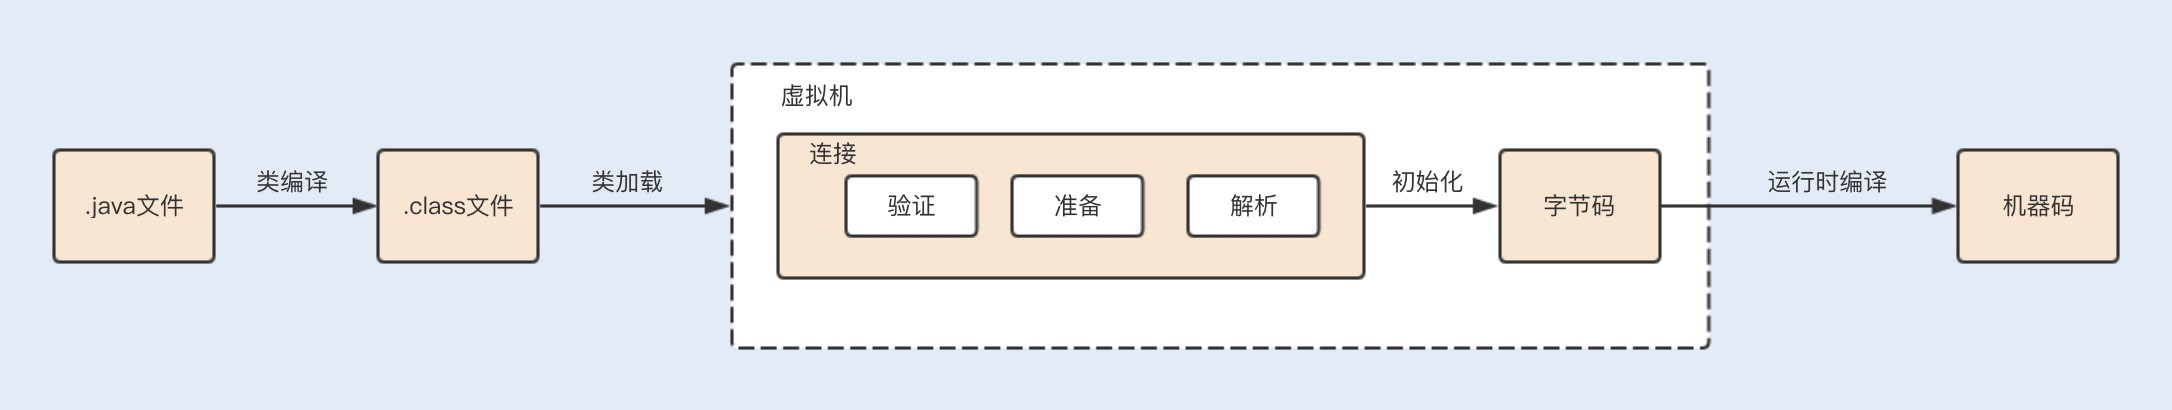 .java文件
类编译
.class文件
类加载
虚拟机
连接
验证
准备
解析
初始化
字节码
运行时编译
机器码